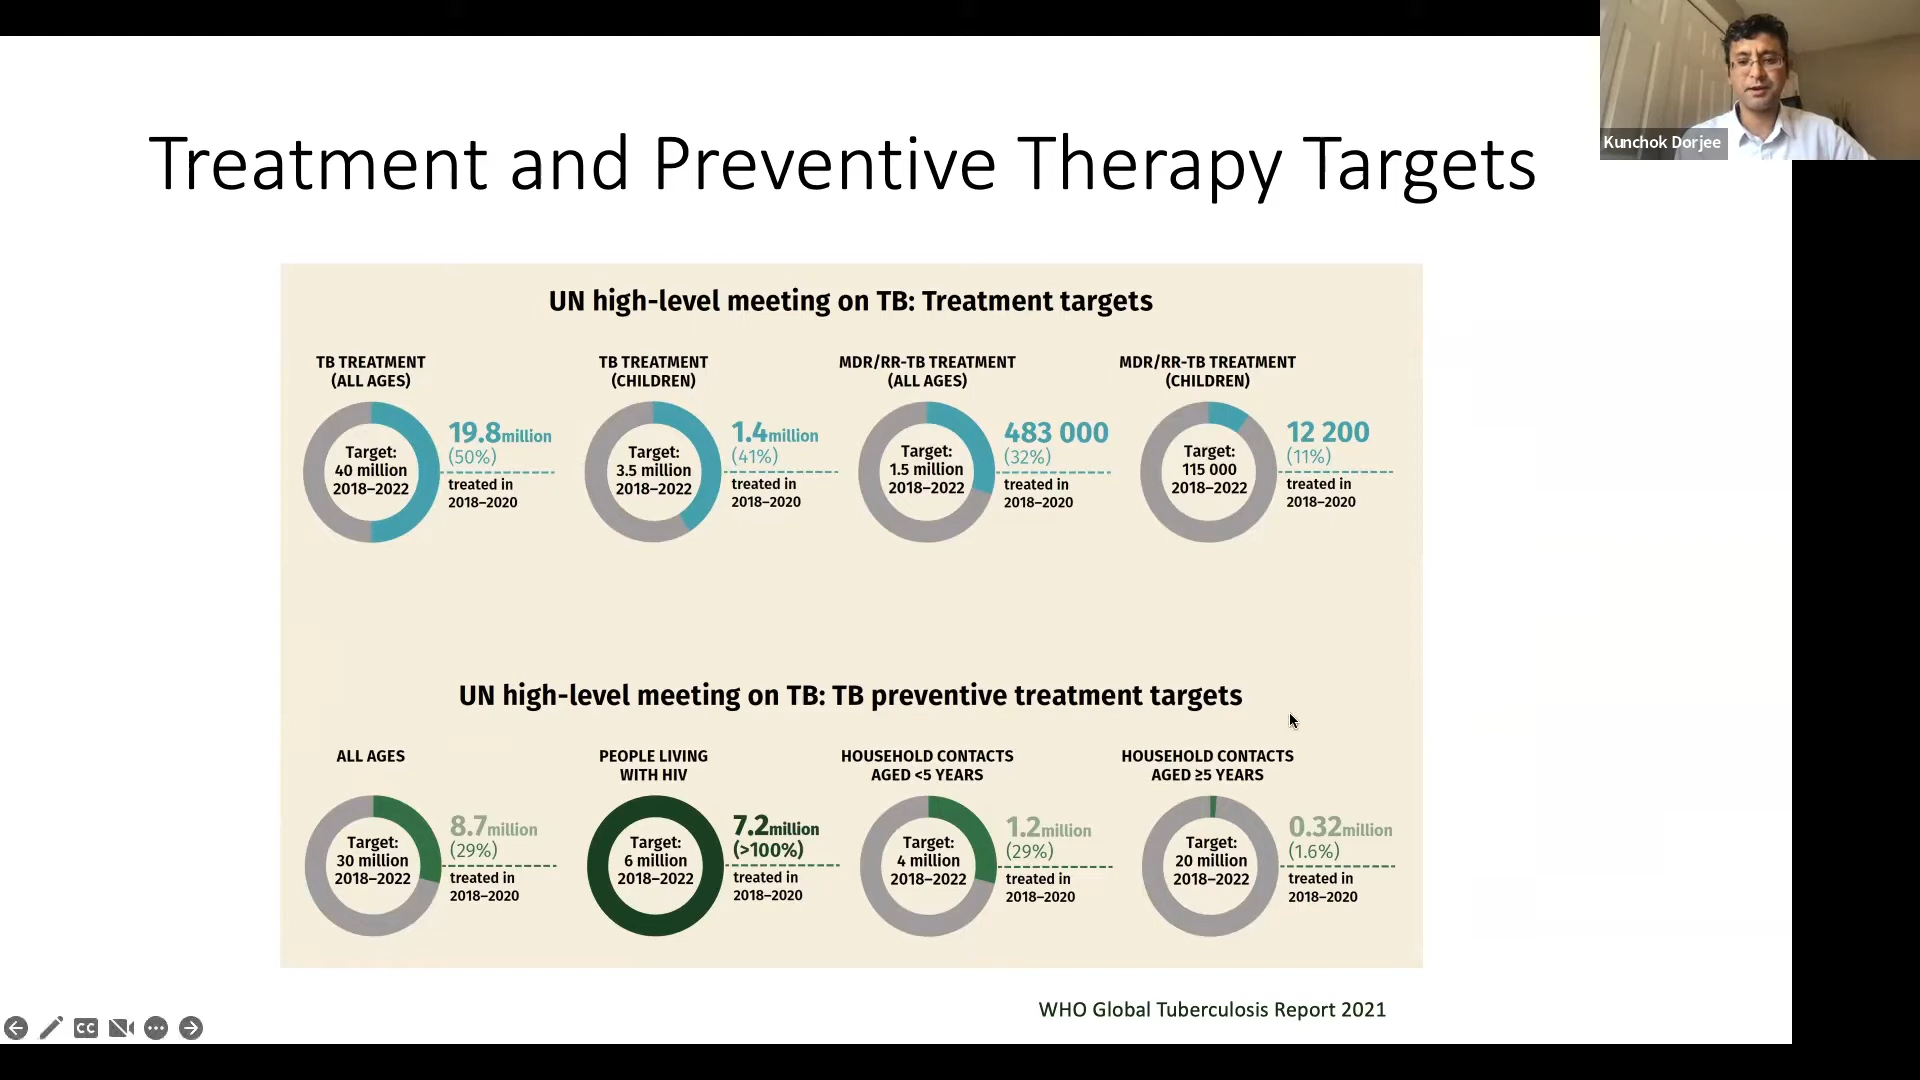 Kunchok Dorjee
Treatment and Preventive Therapy Targets
UN high-level meeting on TB: Treatment targets
TB TREATMENT
(ALL AGES)
Target:
40 million
2018–2022
19.8million
(50%)
treated in
2018–2020
TB TREATMENT
(CHILDREN)
Target:
3.5 million
2018–2022
1.4million
(41%)
treated in
2018–2020
MDR/RR-TB TREATMENT
(ALL AGES)
Target:
1.5 million
2018–2022
483 000
(32%)
treated in
2018–2020
MDR/RR-TB TREATMENT
(CHILDREN)
Target:
115 000
2018–2022
12 200
(11%)
treated in
2018–2020
UN high-level meeting on TB: TB preventive treatment targets
ALL AGES
Target:
30 million
2018–2022
8.7million
(29%)
treated in
2018–2020
PEOPLE LIVING
WITH HIV
Target:
6 million
2018–2022
7.2million
(>100%)
treated in
2018–2020
HOUSEHOLD CONTACTS
AGED <5 YEARS
Target:
4 million
2018–2022
1.2million
(29%)
treated in
2018–2020
HOUSEHOLD CONTACTS
AGED ≥5 YEARS
Target:
20 million
2018–2022
0.32million
(1.6%)
treated in
2018–2020
WHO Global Tuberculosis Report 2021
CC